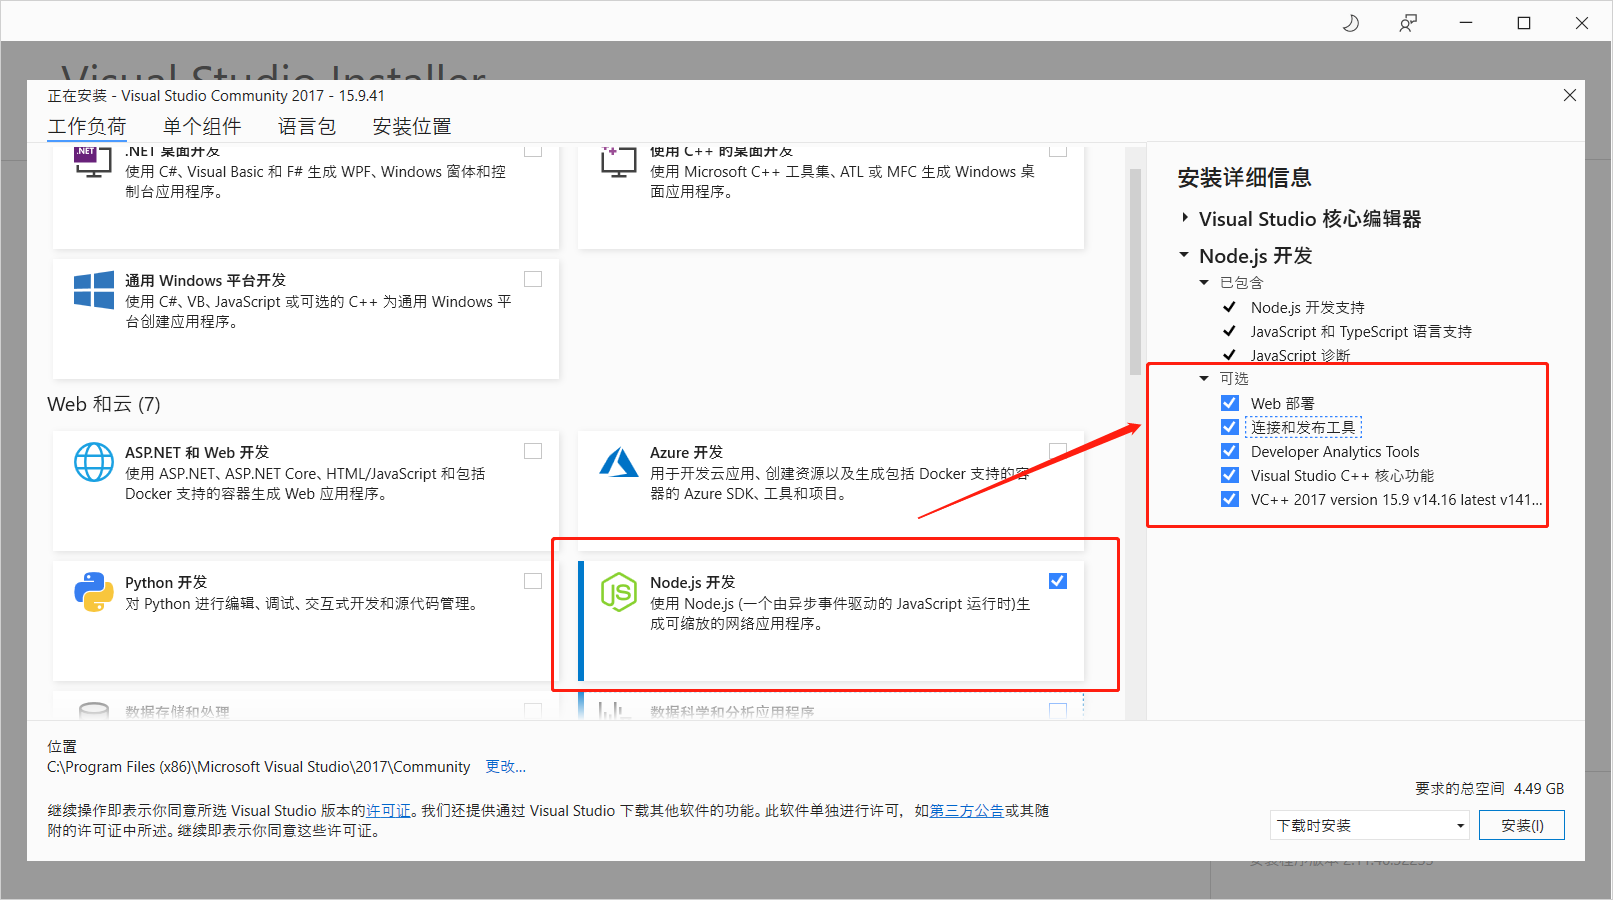 Visual Studio Installer
正在安装 - Visual Studio Community 2017 - 15.9.41
工作负荷 单个组件 语言包 安装位置
.NET
.NET 桌面开发
使用 C#、Visual Basic 和 F# 生成 WPF、Windows 窗体和控
制台应用程序。
使用 C++ 的桌面开发
使用 Microsoft C++ 工具集、ATL 或 MFC 生成 Windows 桌
面应用程序。
通用 Windows 平台开发
使用 C#、VB、JavaScript 或可选的 C++ 为通用 Windows 平
台创建应用程序。
Web 和云 (7)
ASP.NET 和 Web 开发
使用 ASP.NET、ASP.NET Core、HTML/JavaScript 和包括
Docker 支持的容器生成 Web 应用程序。
Azure 开发
用于开发云应用、创建资源以及生成包括 Docker 支持的容
器的 Azure SDK、工具和项目。
Python 开发
对 Python 进行编辑、调试、交互式开发和源代码管理。
JS
Node.js 开发
使用 Node.js (一个由异步事件驱动的 JavaScript 运行时)生
成可缩放的网络应用程序。
数据存储和处理
数据科学和分析应用程序
安装详细信息
Visual Studio 核心编辑器
Node.js 开发
已包含
Node.js 开发支持
JavaScript 和 TypeScript 语言支持
JavaScript 诊断
可选
Web 部署
连接和发布工具
Developer Analytics Tools
Visual Studio C++ 核心功能
VC++ 2017 version 15.9 v14.16 latest v141...
位置
C:\Program Files (x86)\Microsoft Visual Studio\2017\Community 更改...
继续操作即表示你同意所选 Visual Studio 版本的许可证。我们还提供通过 Visual Studio 下载其他软件的功能。此软件单独进行许可，如第三方公告或其随
附的许可证中所述。继续即表示你同意这些许可证。
要求的总空间 4.49 GB
下载时安装
安装(I)